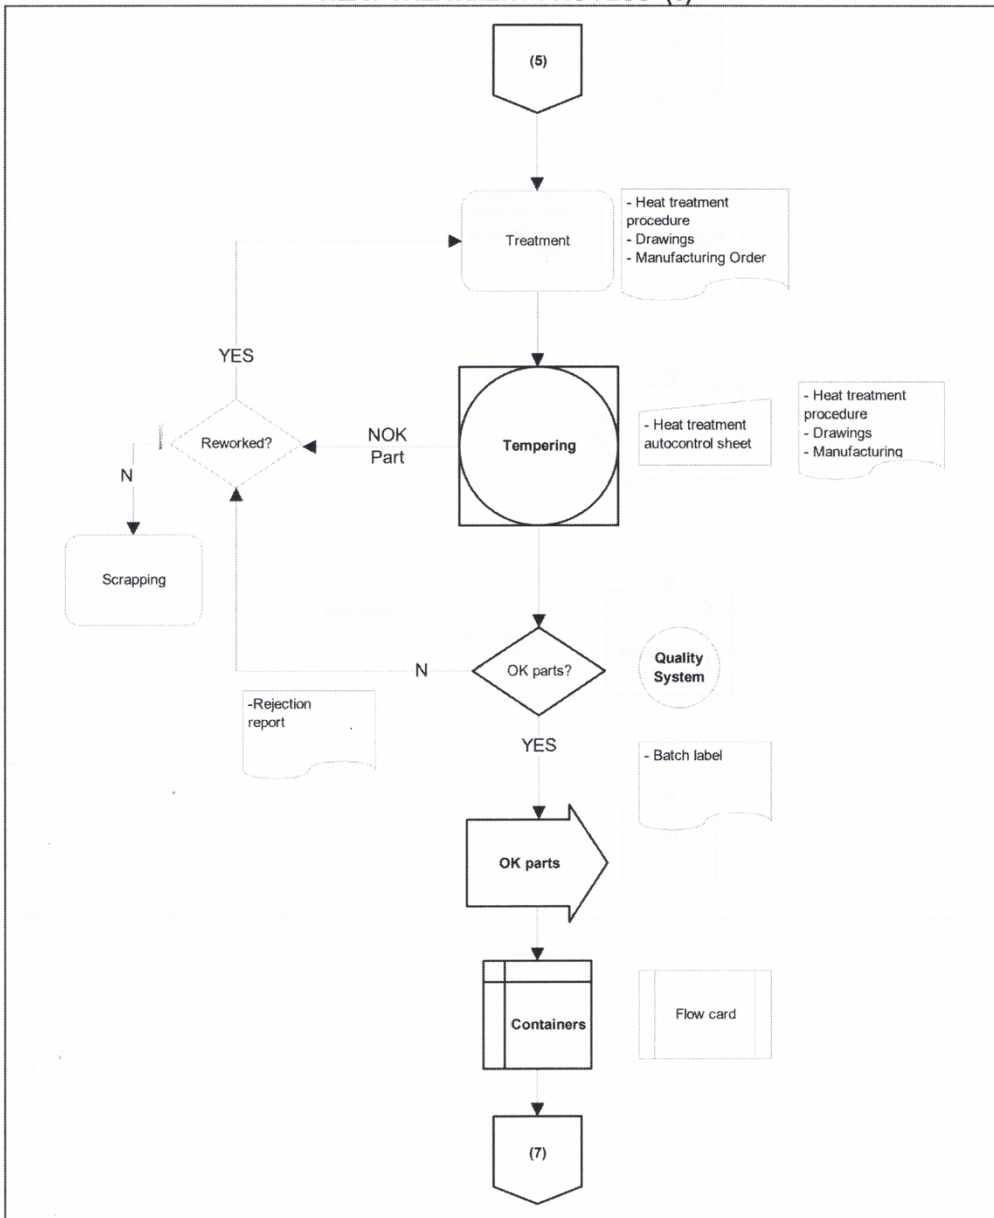 (5)
Treatment
- Heat treatment
procedure
- Drawings
- Manufacturing Order
YES
Reworked?
NOK
Part
Tempering
- Heat treatment
autocontrol sheet
- Heat treatment
procedure
- Drawings
- Manufacturing
N
Scrapping
N
OK parts?
Quality
System
-Rejection
report
YES
- Batch label
OK parts
Containers
Flow card
(7)